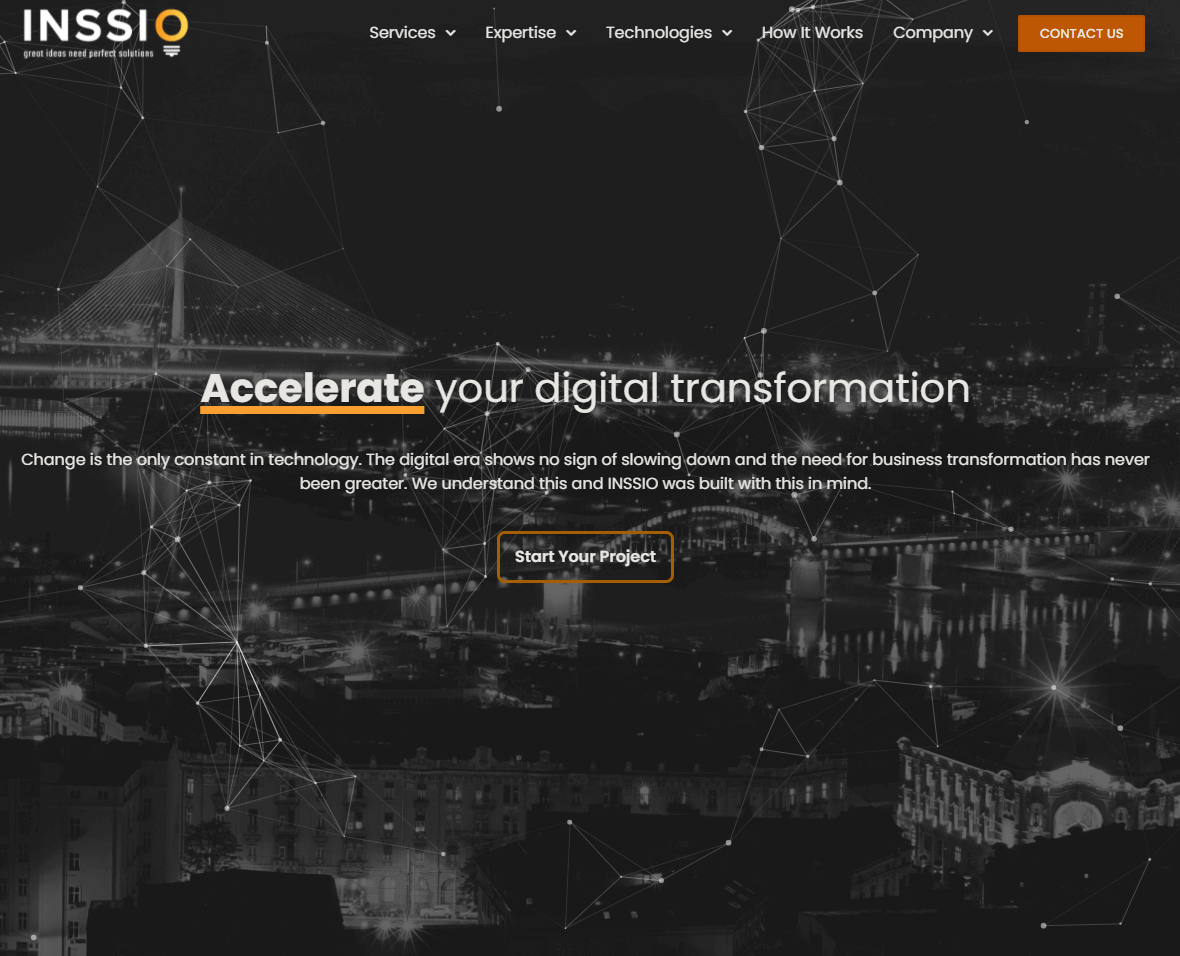 INSSIO
great ideas need perfect solutions
Services
Expertise
Technologies
How It Works
Company
CONTACT US
Accelerate your digital transformation
Change is the only constant in technology. The digital era shows no sign of slowing down and the need for business transformation has never
been greater. We understand this and INSSIO was built with this in mind.
Start Your Project